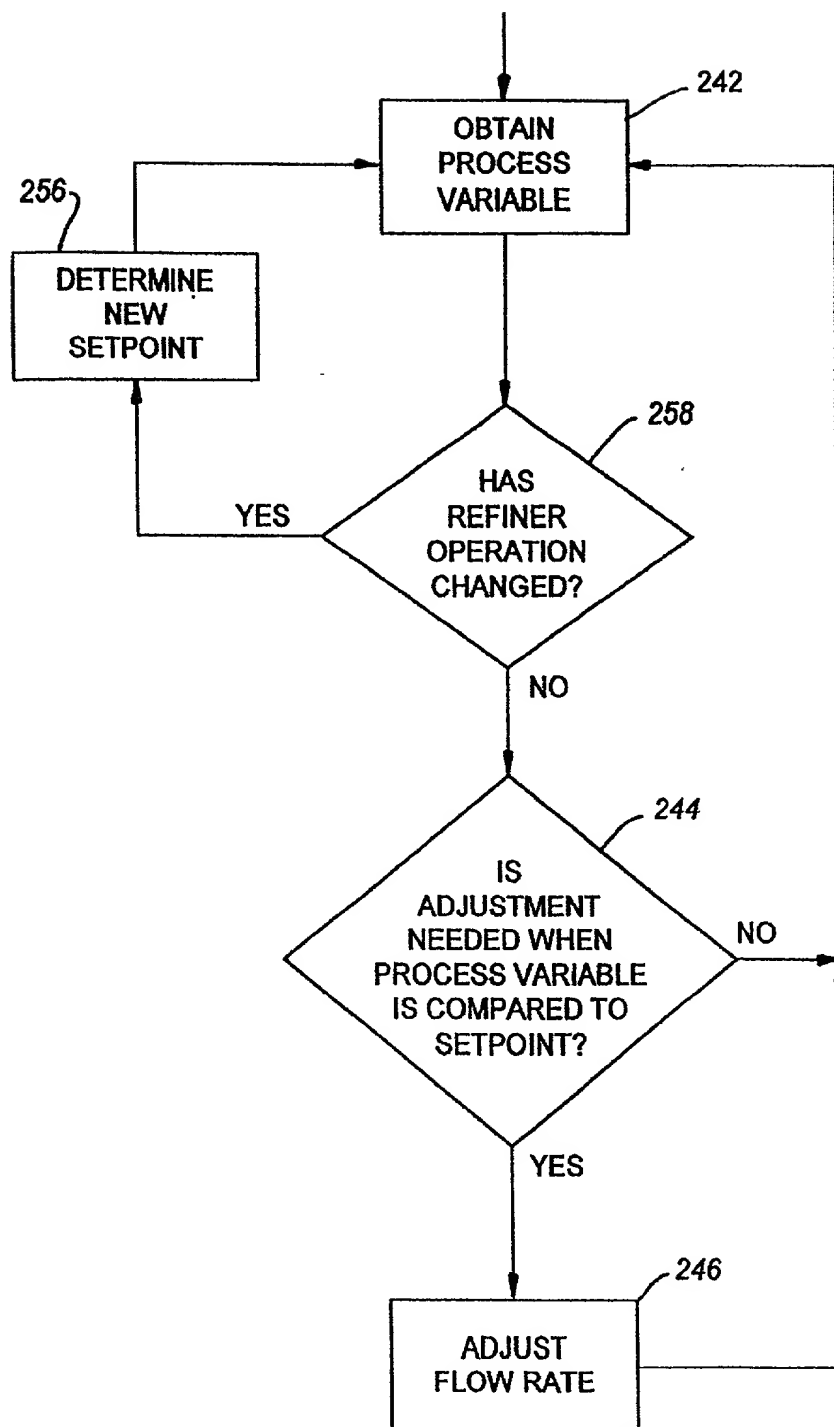 242
OBTAIN
PROCESS
VARIABLE
256
DETERMINE
NEW
SETPOINT
258
HAS
REFINER
OPERATION
CHANGED?
YES
NO
244
IS
ADJUSTMENT
NEEDED WHEN
PROCESS VARIABLE
IS COMPARED TO
SETPOINT?
NO
YES
246
ADJUST
FLOW RATE